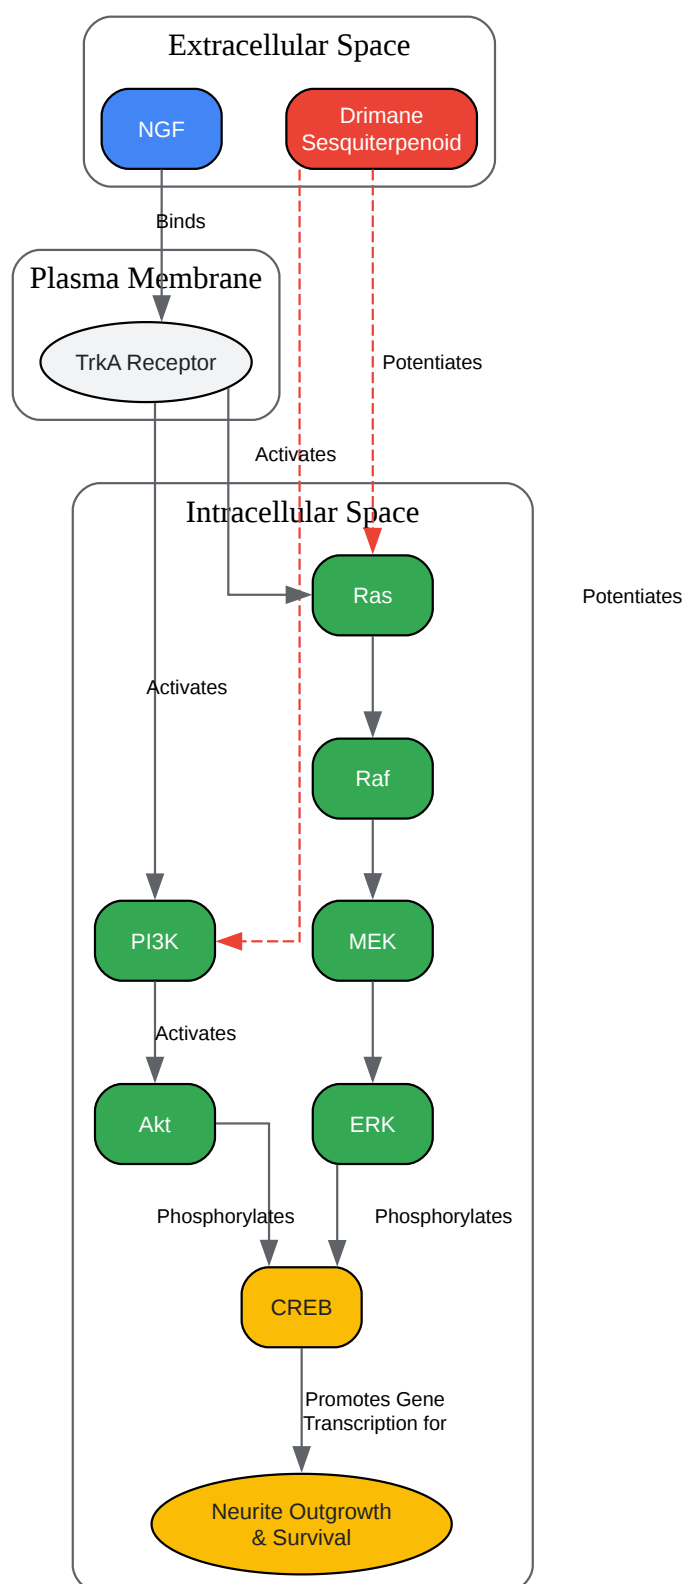 Extracellular Space
NGF
Drimane
Sesquiterpenoid
Binds
Plasma Membrane
TrkA Receptor
Potentiates
Activates
Intracellular Space
Ras
Potentiates
Activates
Raf
PI3K
MEK
Activates
Akt
ERK
Phosphorylates
Phosphorylates
CREB
Promotes Gene
Transcription for
Neurite Outgrowth
& Survival